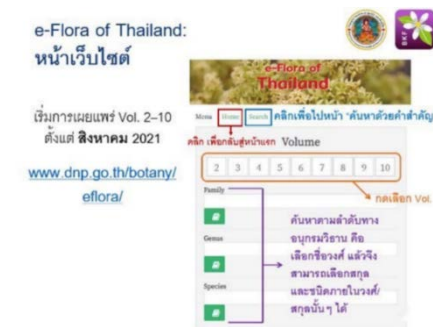 e-Flora of Thailand:
หน้าเว็บไซต์
เริ่มการเผยแพร่ Vol. 2–10
ตั้งแต่ สิงหาคม 2021
www.dnp.go.th/botany/
eflora/
BKF
e-Flora of
Thailand
Menu Home Search คลิกเพื่อไปหน้า "ค้นหาด้วยคำสำคัญ
คลิก เพื่อกลับสู่หน้าแรก Volume
2 3 4 5 6 7 8 9 10
กดเลือก Vol.
Family
Genus
Species
ค้นหาตามลำดับทาง
อนุกรมวิธาน คือ
เลือกชื่อวงศ์ แล้วจึง
สามารถเลือกสกุล
และชนิดภายในวงศ์/
สกุลนั้นๆ ได้